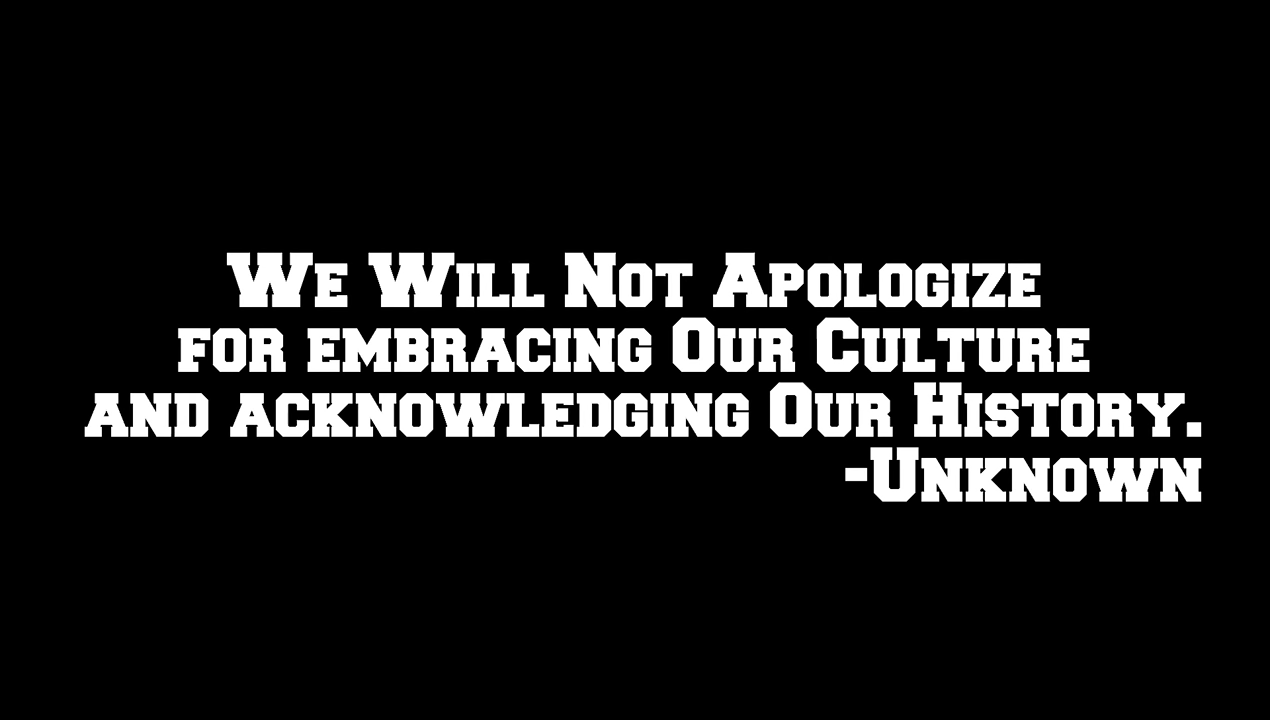 We Will Not Apologize
for embracing Our Culture
and acknowledging Our History.
-Unknown